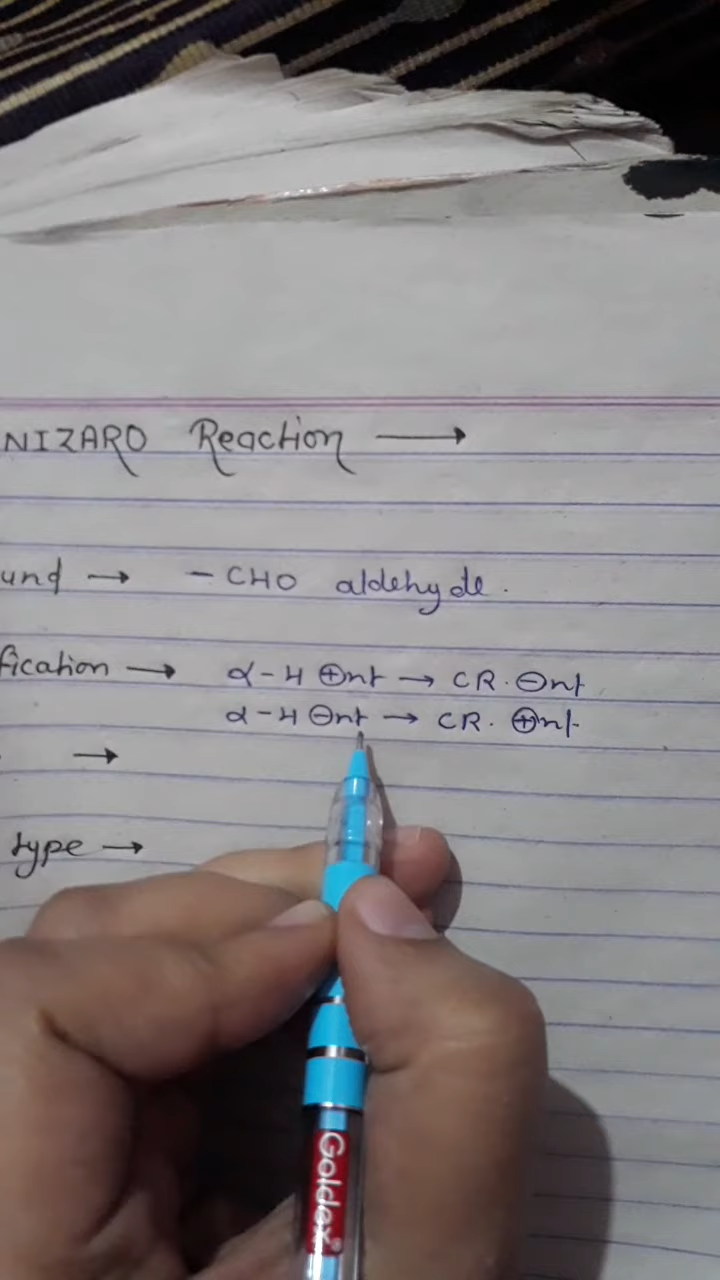 NIZARO Reaction →
und → - CHO aldehyde.
fication → α-H ⊕nt → CR. ⊖nt
α-H ⊖nt → CR. ⊕nt.
→
type →
Goldex®